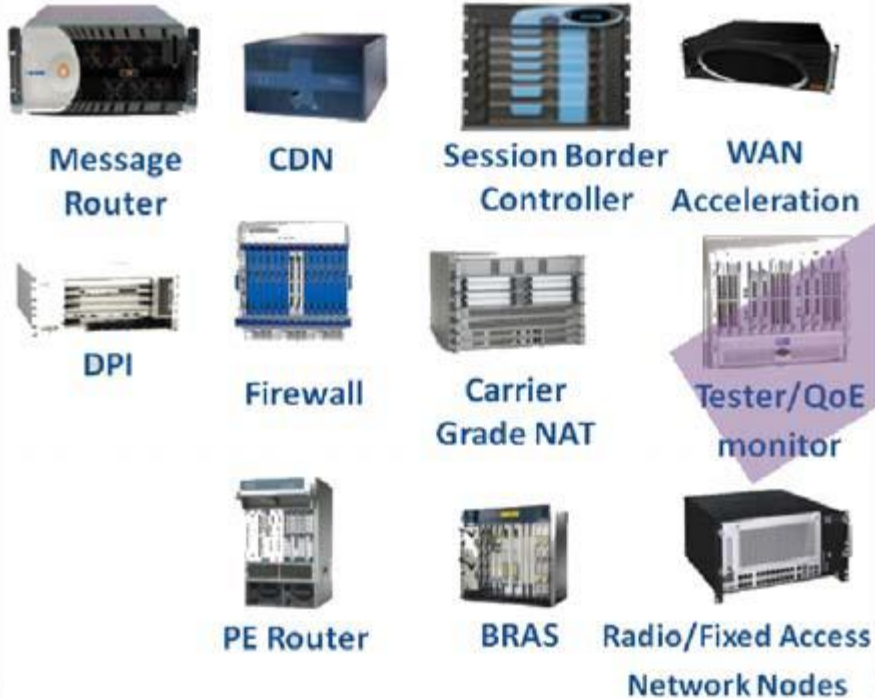 Message
Router
CDN
Session Border
Controller
WAN
Acceleration
DPI
Firewall
Carrier
Grade NAT
Tester/QoE
monitor
PE Router
BRAS
Radio/Fixed Access
Network Nodes